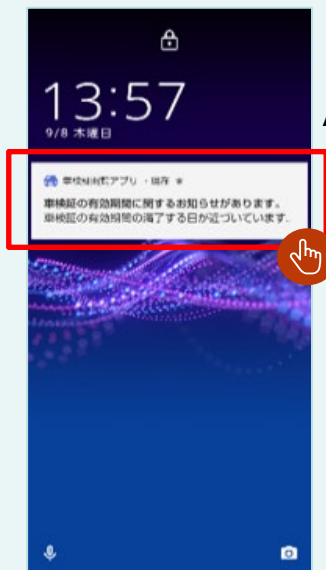 13:57
9/8 木曜日
車検証閲覧アプリ ・現在
車検証の有効期間に関するお知らせがあります。
車検証の有効期間の満了する日が近づいています.